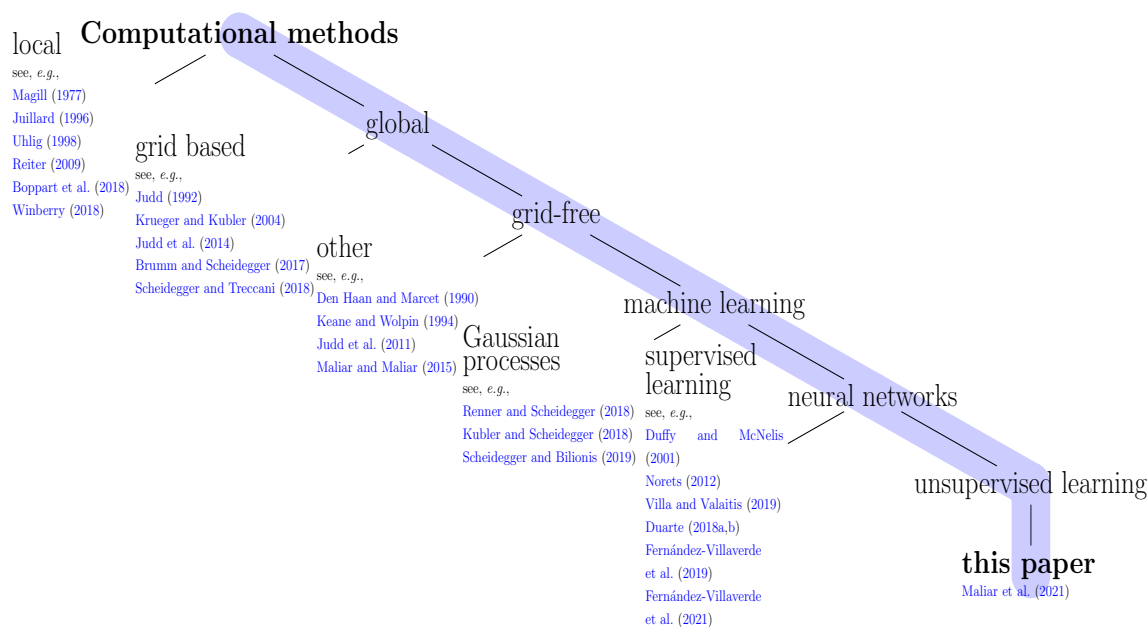 Computational methods
local
see, e.g.,
Magill (1977)
Juillard (1996)
Uhlig (1998)
Reiter (2009)
Boppart et al. (2018)
Winberry (2018)
global
grid based
see, e.g.,
Judd (1992)
Krueger and Kubler (2004)
Judd et al. (2014)
Brumm and Scheidegger (2017)
Scheidegger and Treccani (2018)
grid-free
other
see, e.g.,
Den Haan and Marcet (1990)
Keane and Wolpin (1994)
Judd et al. (2011)
Maliar and Maliar (2015)
machine learning
Gaussian
processes
see, e.g.,
Renner and Scheidegger (2018)
Kubler and Scheidegger (2018)
Scheidegger and Bilionis (2019)
neural networks
supervised
learning
see, e.g.,
Duffy and McNelis
(2001)
Norets (2012)
Villa and Valaitis (2019)
Duarte (2018a,b)
Fernández-Villaverde
et al. (2019)
Fernández-Villaverde
et al. (2021)
unsupervised learning
this paper
Maliar et al. (2021)